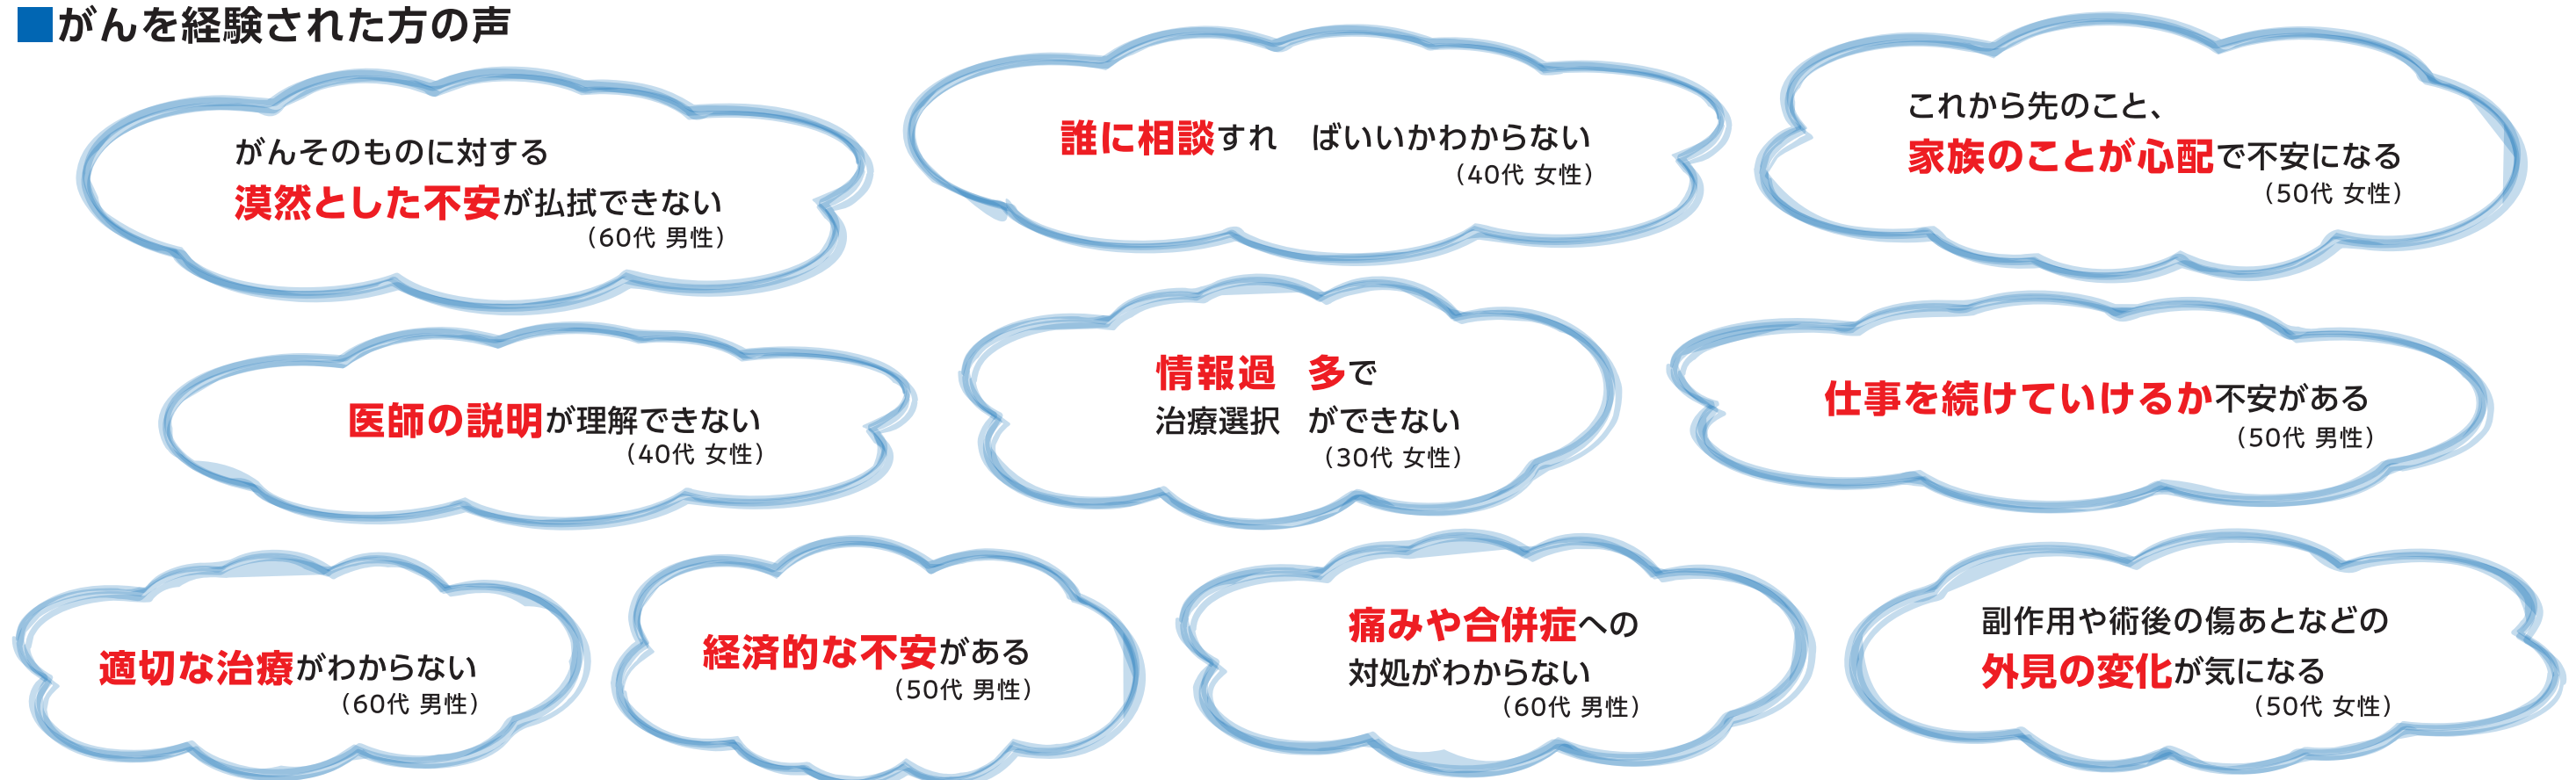 ■がんを経験された方の声
がんそのものに対する
漠然とした不安が払拭できない
（60代 男性）
誰に相談すれ　ばいいかわからない
（40代 女性）
これから先のこと、
家族のことが心配で不安になる
（50代 女性）
医師の説明が理解できない
（40代 女性）
情報過　多で
治療選択　ができない
（30代 女性）
仕事を続けていけるか不安がある
（50代 男性）
適切な治療がわからない
（60代 男性）
経済的な不安がある
（50代 男性）
痛みや合併症への
対処がわからない
（60代 男性）
副作用や術後の傷あとなどの
外見の変化が気になる
（50代 女性）